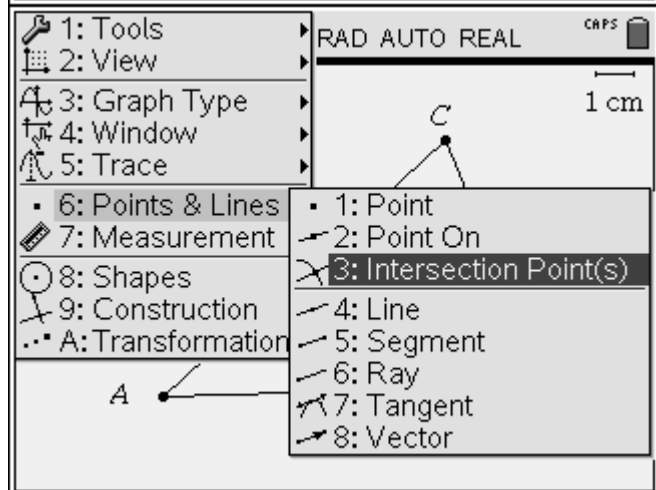 1: Tools
2: View
3: Graph Type
4: Window
5: Trace
6: Points & Lines
7: Measurement
8: Shapes
9: Construction
A: Transformation
RAD AUTO REAL
CAPS
1 cm
C
1: Point
2: Point On
3: Intersection Point(s)
4: Line
5: Segment
6: Ray
7: Tangent
8: Vector
A